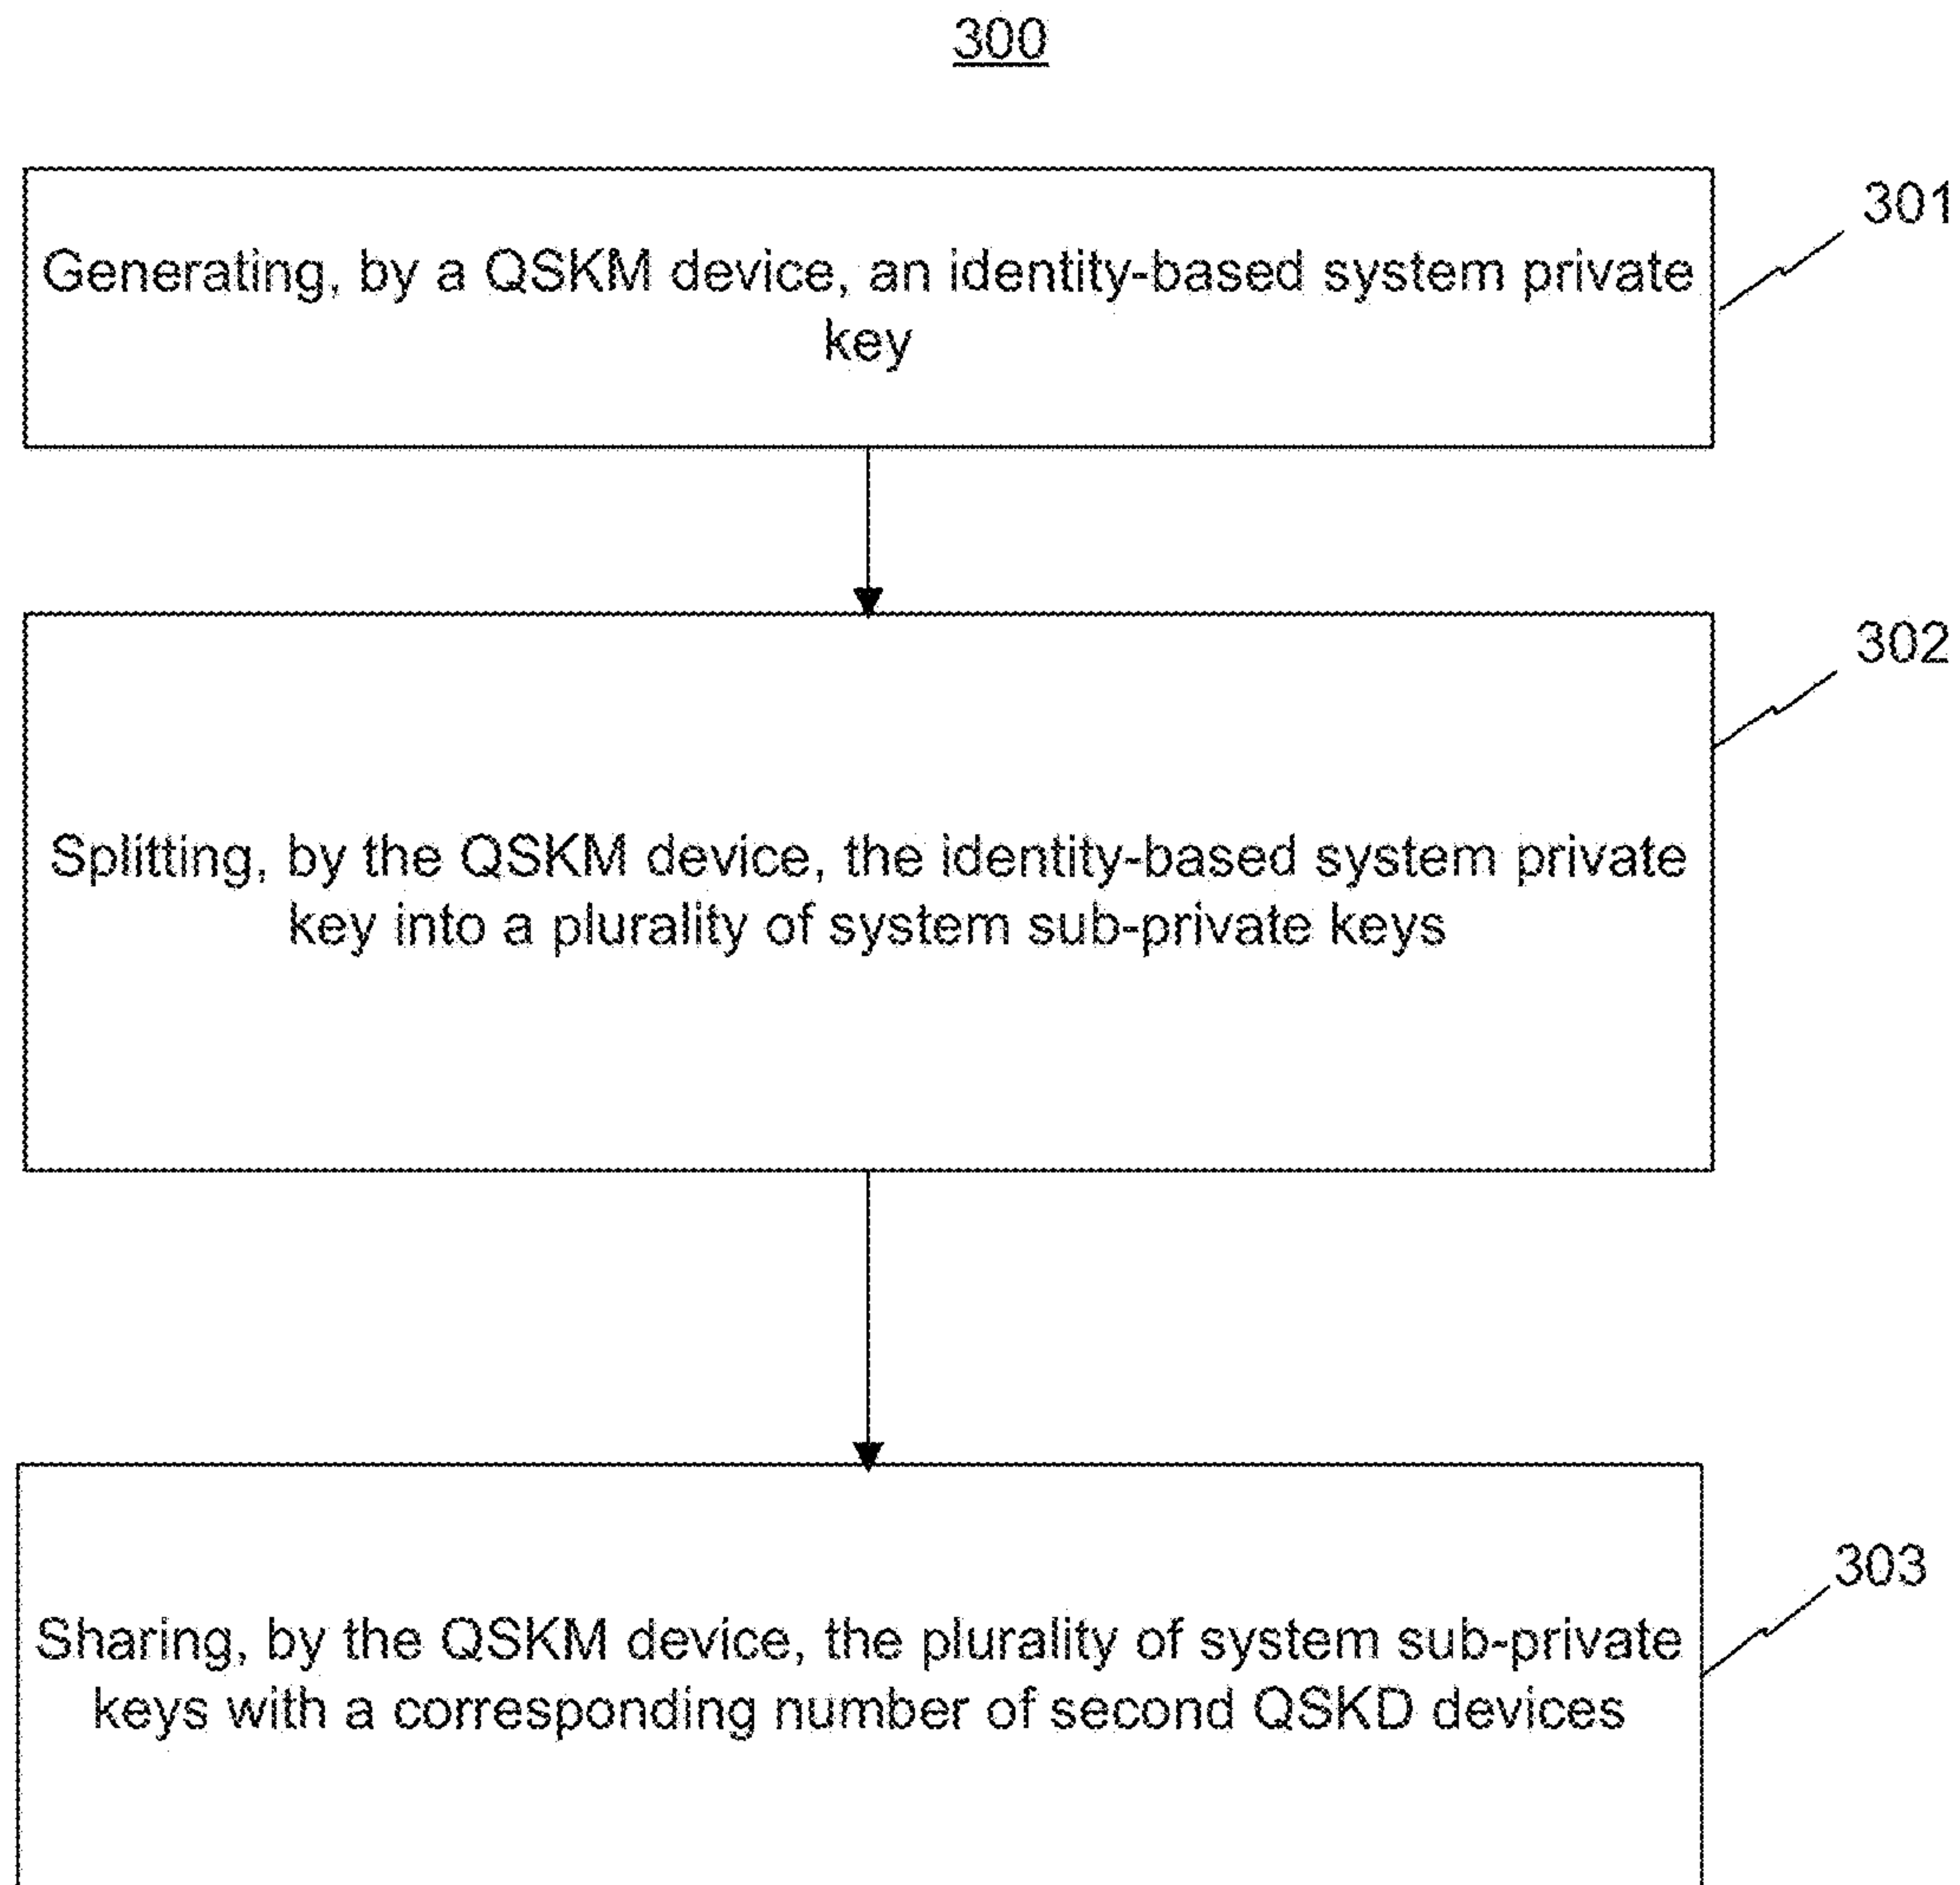 300
301
Generating, by a QSKM device, an identity-based system private
key
302
Splitting, by the QSKM device, the identity-based system private
key into a plurality of system sub-private keys
303
Sharing, by the QSKM device, the plurality of system sub-private
keys with a corresponding number of second QSKD devices